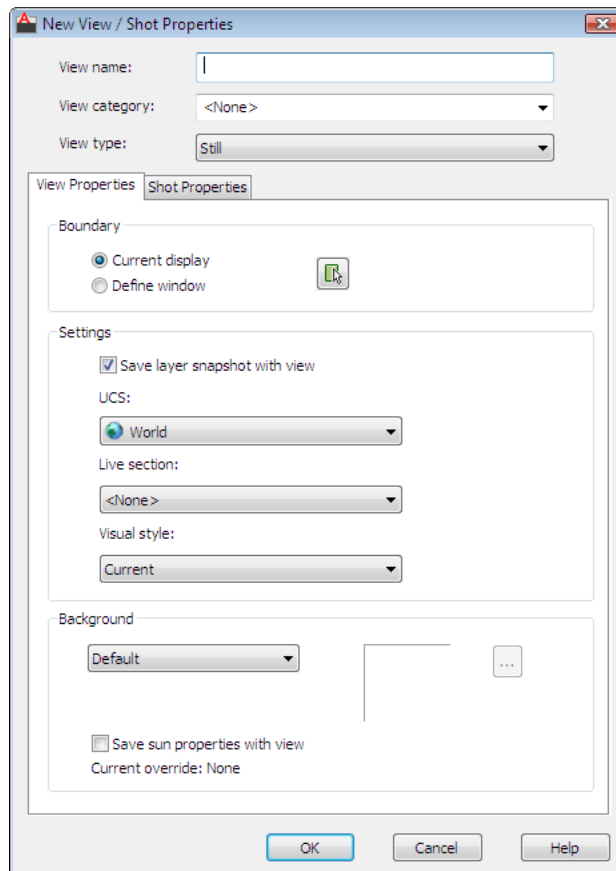 New View / Shot Properties
View name:
View category: <None>
View type: Still
View Properties Shot Properties
Boundary
Current display
Define window
Settings
Save layer snapshot with view
UCS:
World
Live section:
<None>
Visual style:
Current
Background
Default ...
Save sun properties with view
Current override: None
OK Cancel Help